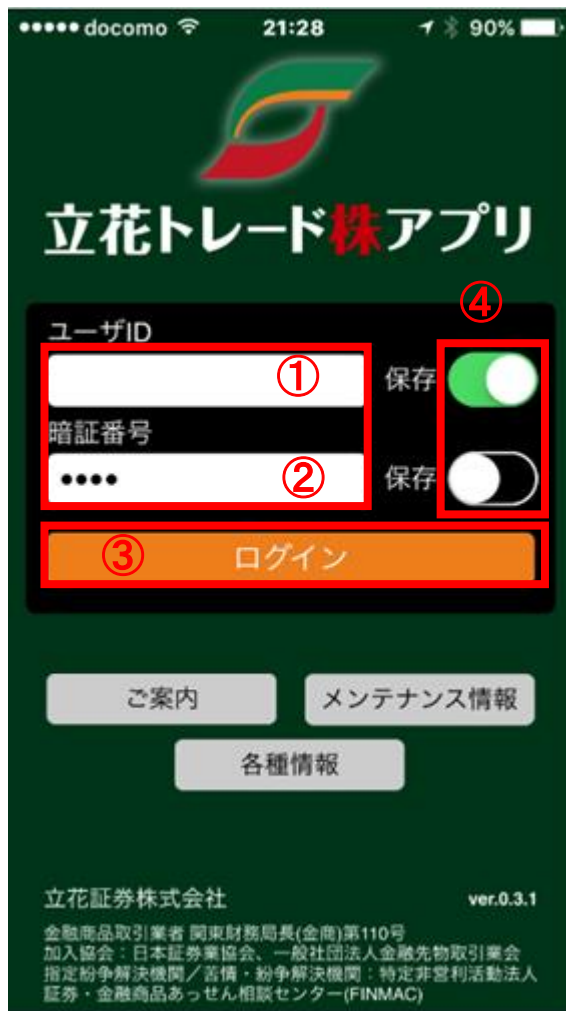 ●●●●● docomo 21:28 90%
立花トレード株アプリ
④
ユーザID
① 保存
暗証番号
●●●● ② 保存
③ ログイン
ご案内 メンテナンス情報
各種情報
立花証券株式会社 ver.0.3.1
金融商品取引業者 関東財務局長(金商)第110号
加入協会：日本証券業協会、一般社団法人金融先物取引業会
指定紛争解決機関／苦情・紛争解決機関：特定非営利活動法人
証券・金融商品あっせん相談センター(FINMAC)